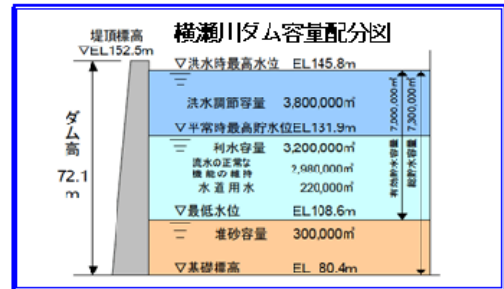 横瀬川ダム容量配分図
堤頂標高
▽EL152.5m
▽洪水時最高水位 EL145.8m
洪水調節容量 3,800,000㎥
▽平常時最高貯水位EL131.9m
利水容量 3,200,000㎥
流水の正常な
機能の維持 2,980,000㎥
水道用水 220,000㎥
▽最低水位 EL108.6m
堆砂容量 300,000㎥
▽基礎標高 EL 80.4m
ダム高
72.1
m
有効貯水容量 7,000,000㎥
総貯水容量 7,300,000㎥